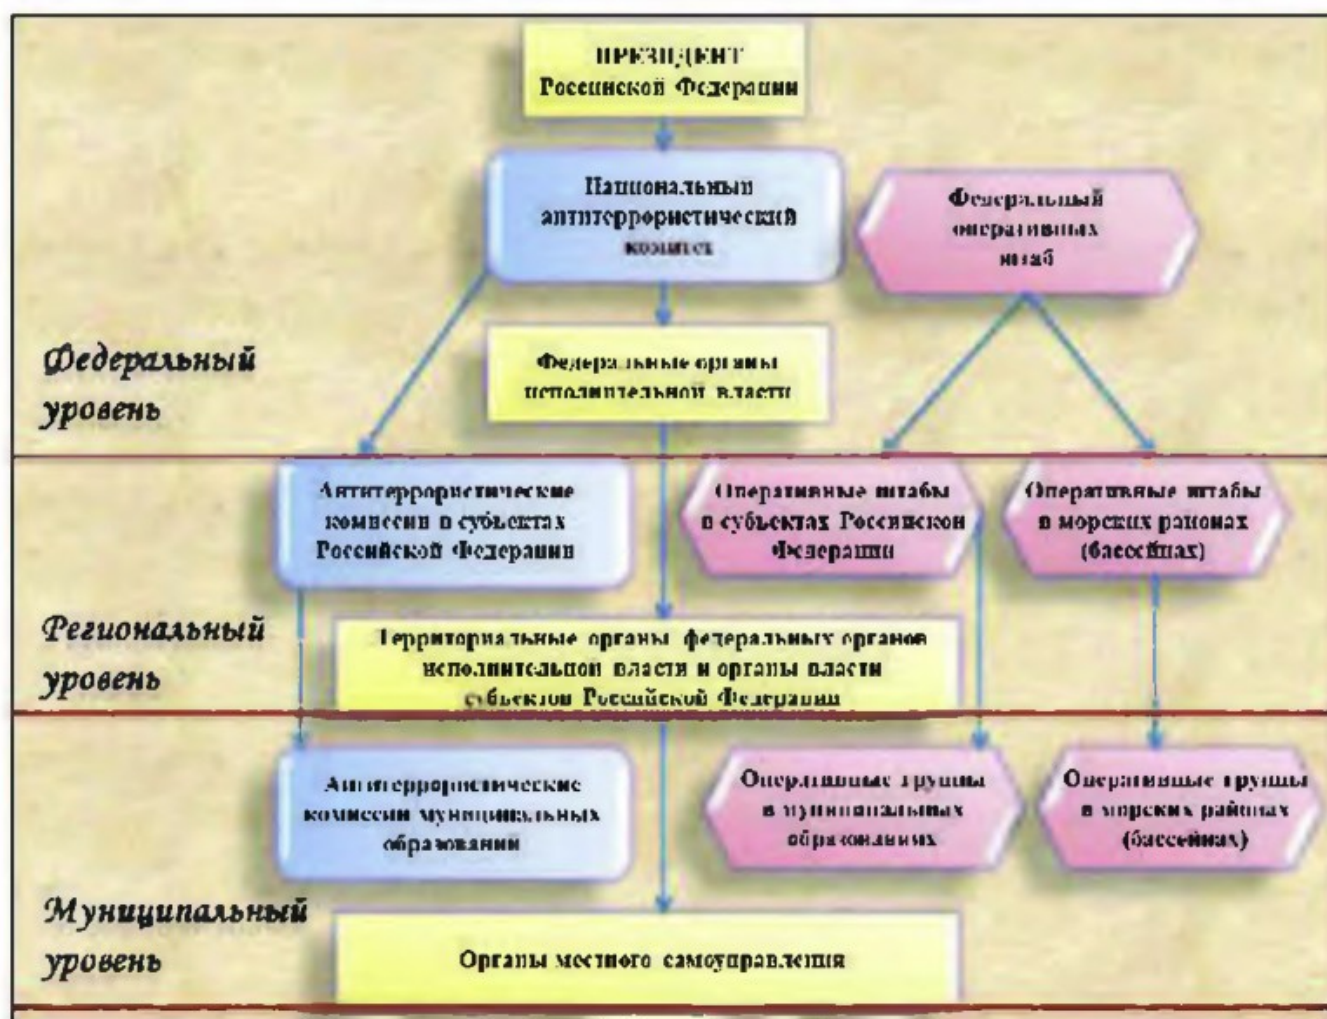 ПРЕЗИДЕНТ
Российской Федерации
Национальный
антитеррористический
комитет
Федеральный
оперативных
штаб
Федеральный
уровень
Федеральные органы
исполнительной власти
Антитеррористические
комиссии в субъектах
Российской Федерации
Оперативные штабы
в субъектах Российской
Федерации
Оперативные штабы
в морских районах
(бассейнах)
Региональный
уровень
Территориальные органы федеральных органов
исполнительной власти и органы власти
субъектов Российской Федерации
Антитеррористические
комиссии муниципальных
образований
Оперативные группы
в муниципальных
образованиях
Оперативные группы
в морских районах
(бассейнах)
Муниципальный
уровень
Органы местного самоуправления